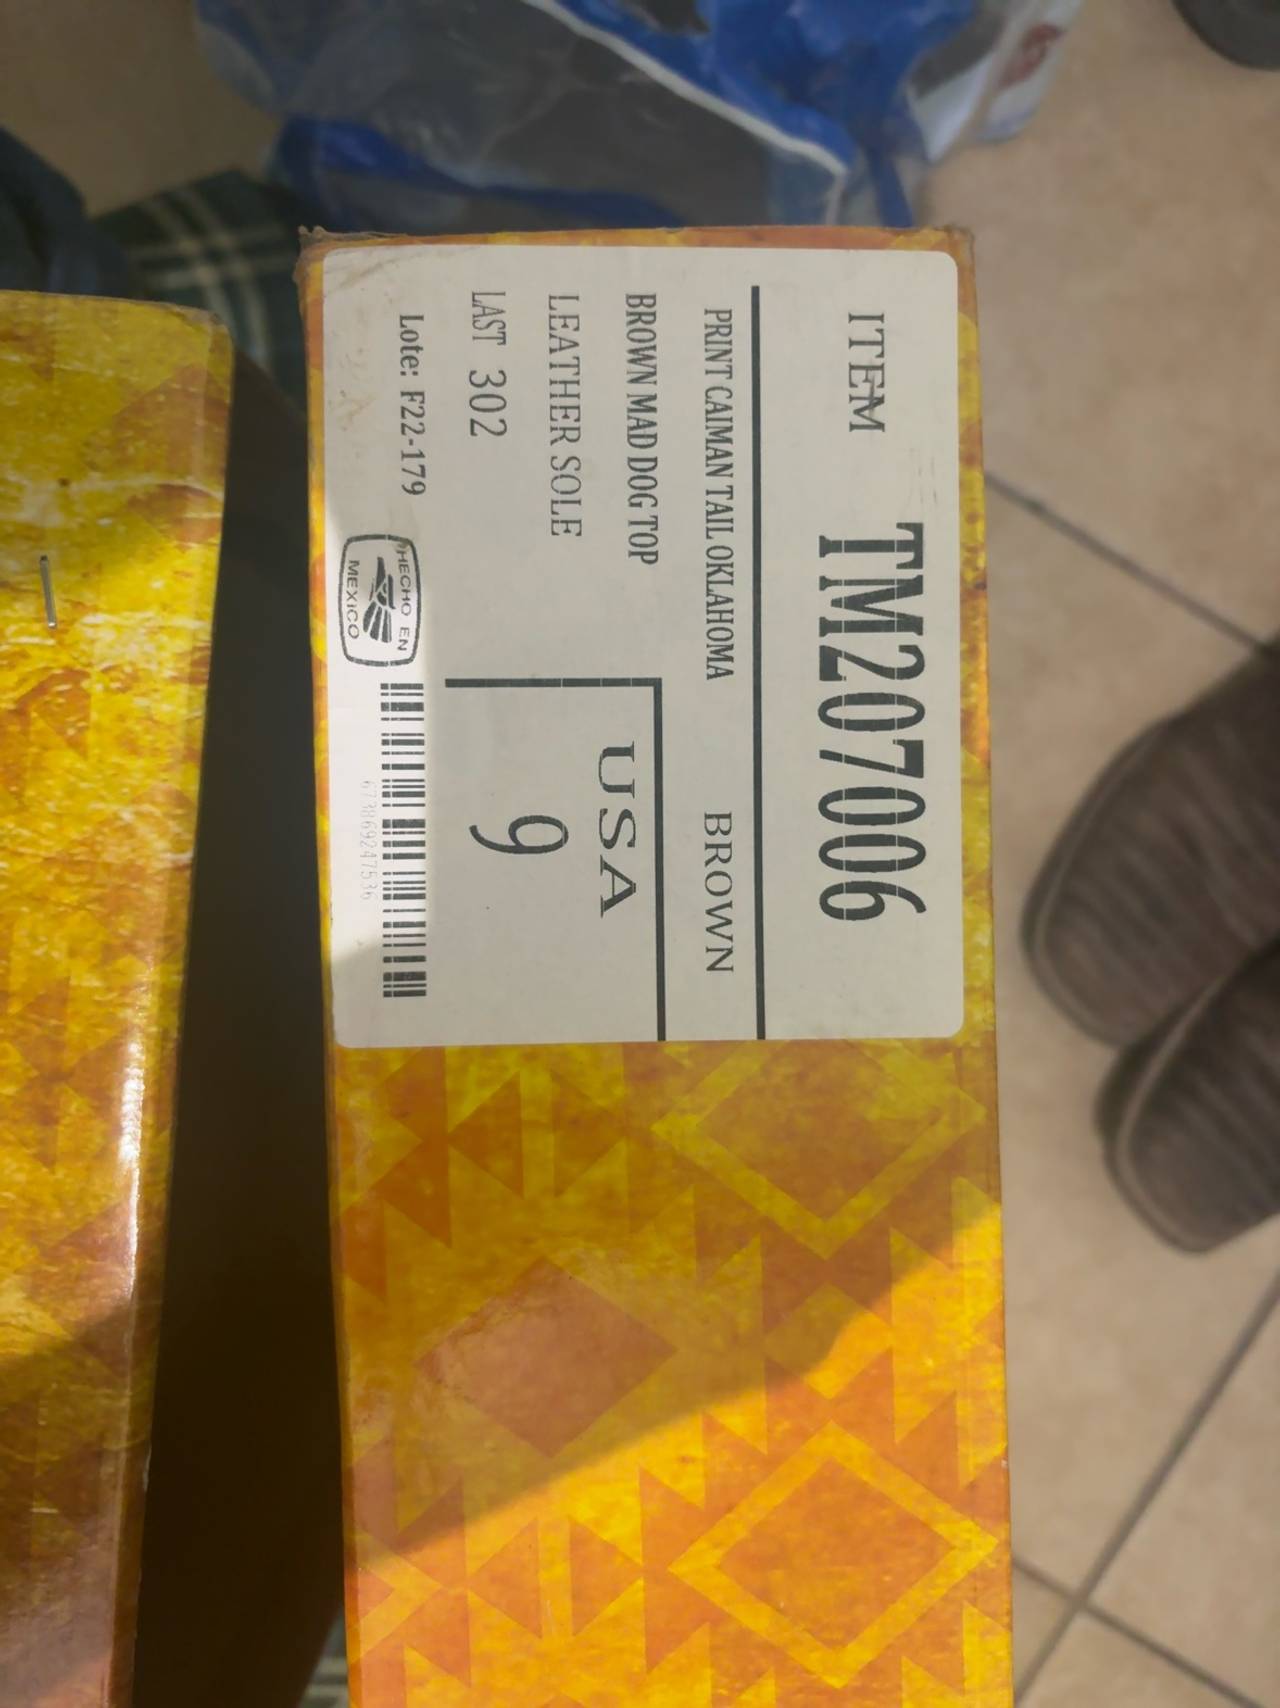 ITEM TM207006
PRINT CAIMAN TAIL OKLAHOMA BROWN
BROWN MAD DOG TOP
LEATHER SOLE
LAST 302
USA
9
Lote: F22-179
HECHO EN
MEXICO
673869247536